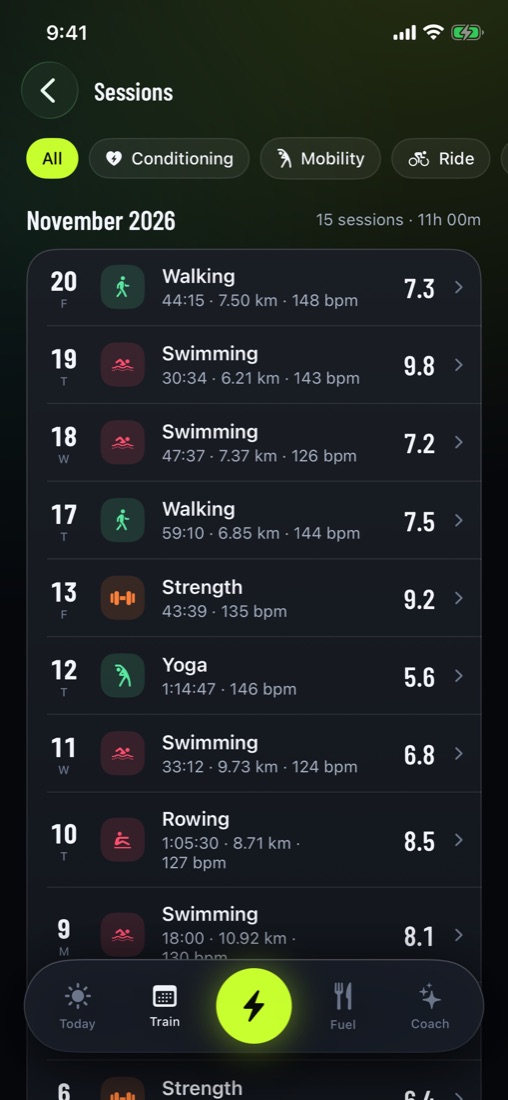 9:41
Sessions
All
Conditioning
Mobility
Ride
November 2026
15 sessions · 11h 00m
20
F
Walking
44:15 · 7.50 km · 148 bpm
7.3
19
T
Swimming
30:34 · 6.21 km · 143 bpm
9.8
18
W
Swimming
47:37 · 7.37 km · 126 bpm
7.2
17
T
Walking
59:10 · 6.85 km · 144 bpm
7.5
13
F
Strength
43:39 · 135 bpm
9.2
12
T
Yoga
1:14:47 · 146 bpm
5.6
11
W
Swimming
33:12 · 9.73 km · 124 bpm
6.8
10
T
Rowing
1:05:30 · 8.71 km ·
127 bpm
8.5
9
M
Swimming
18:00 · 10.92 km ·
130 bpm
8.1
Today
Train
Fuel
Coach
6
Strength
6.4